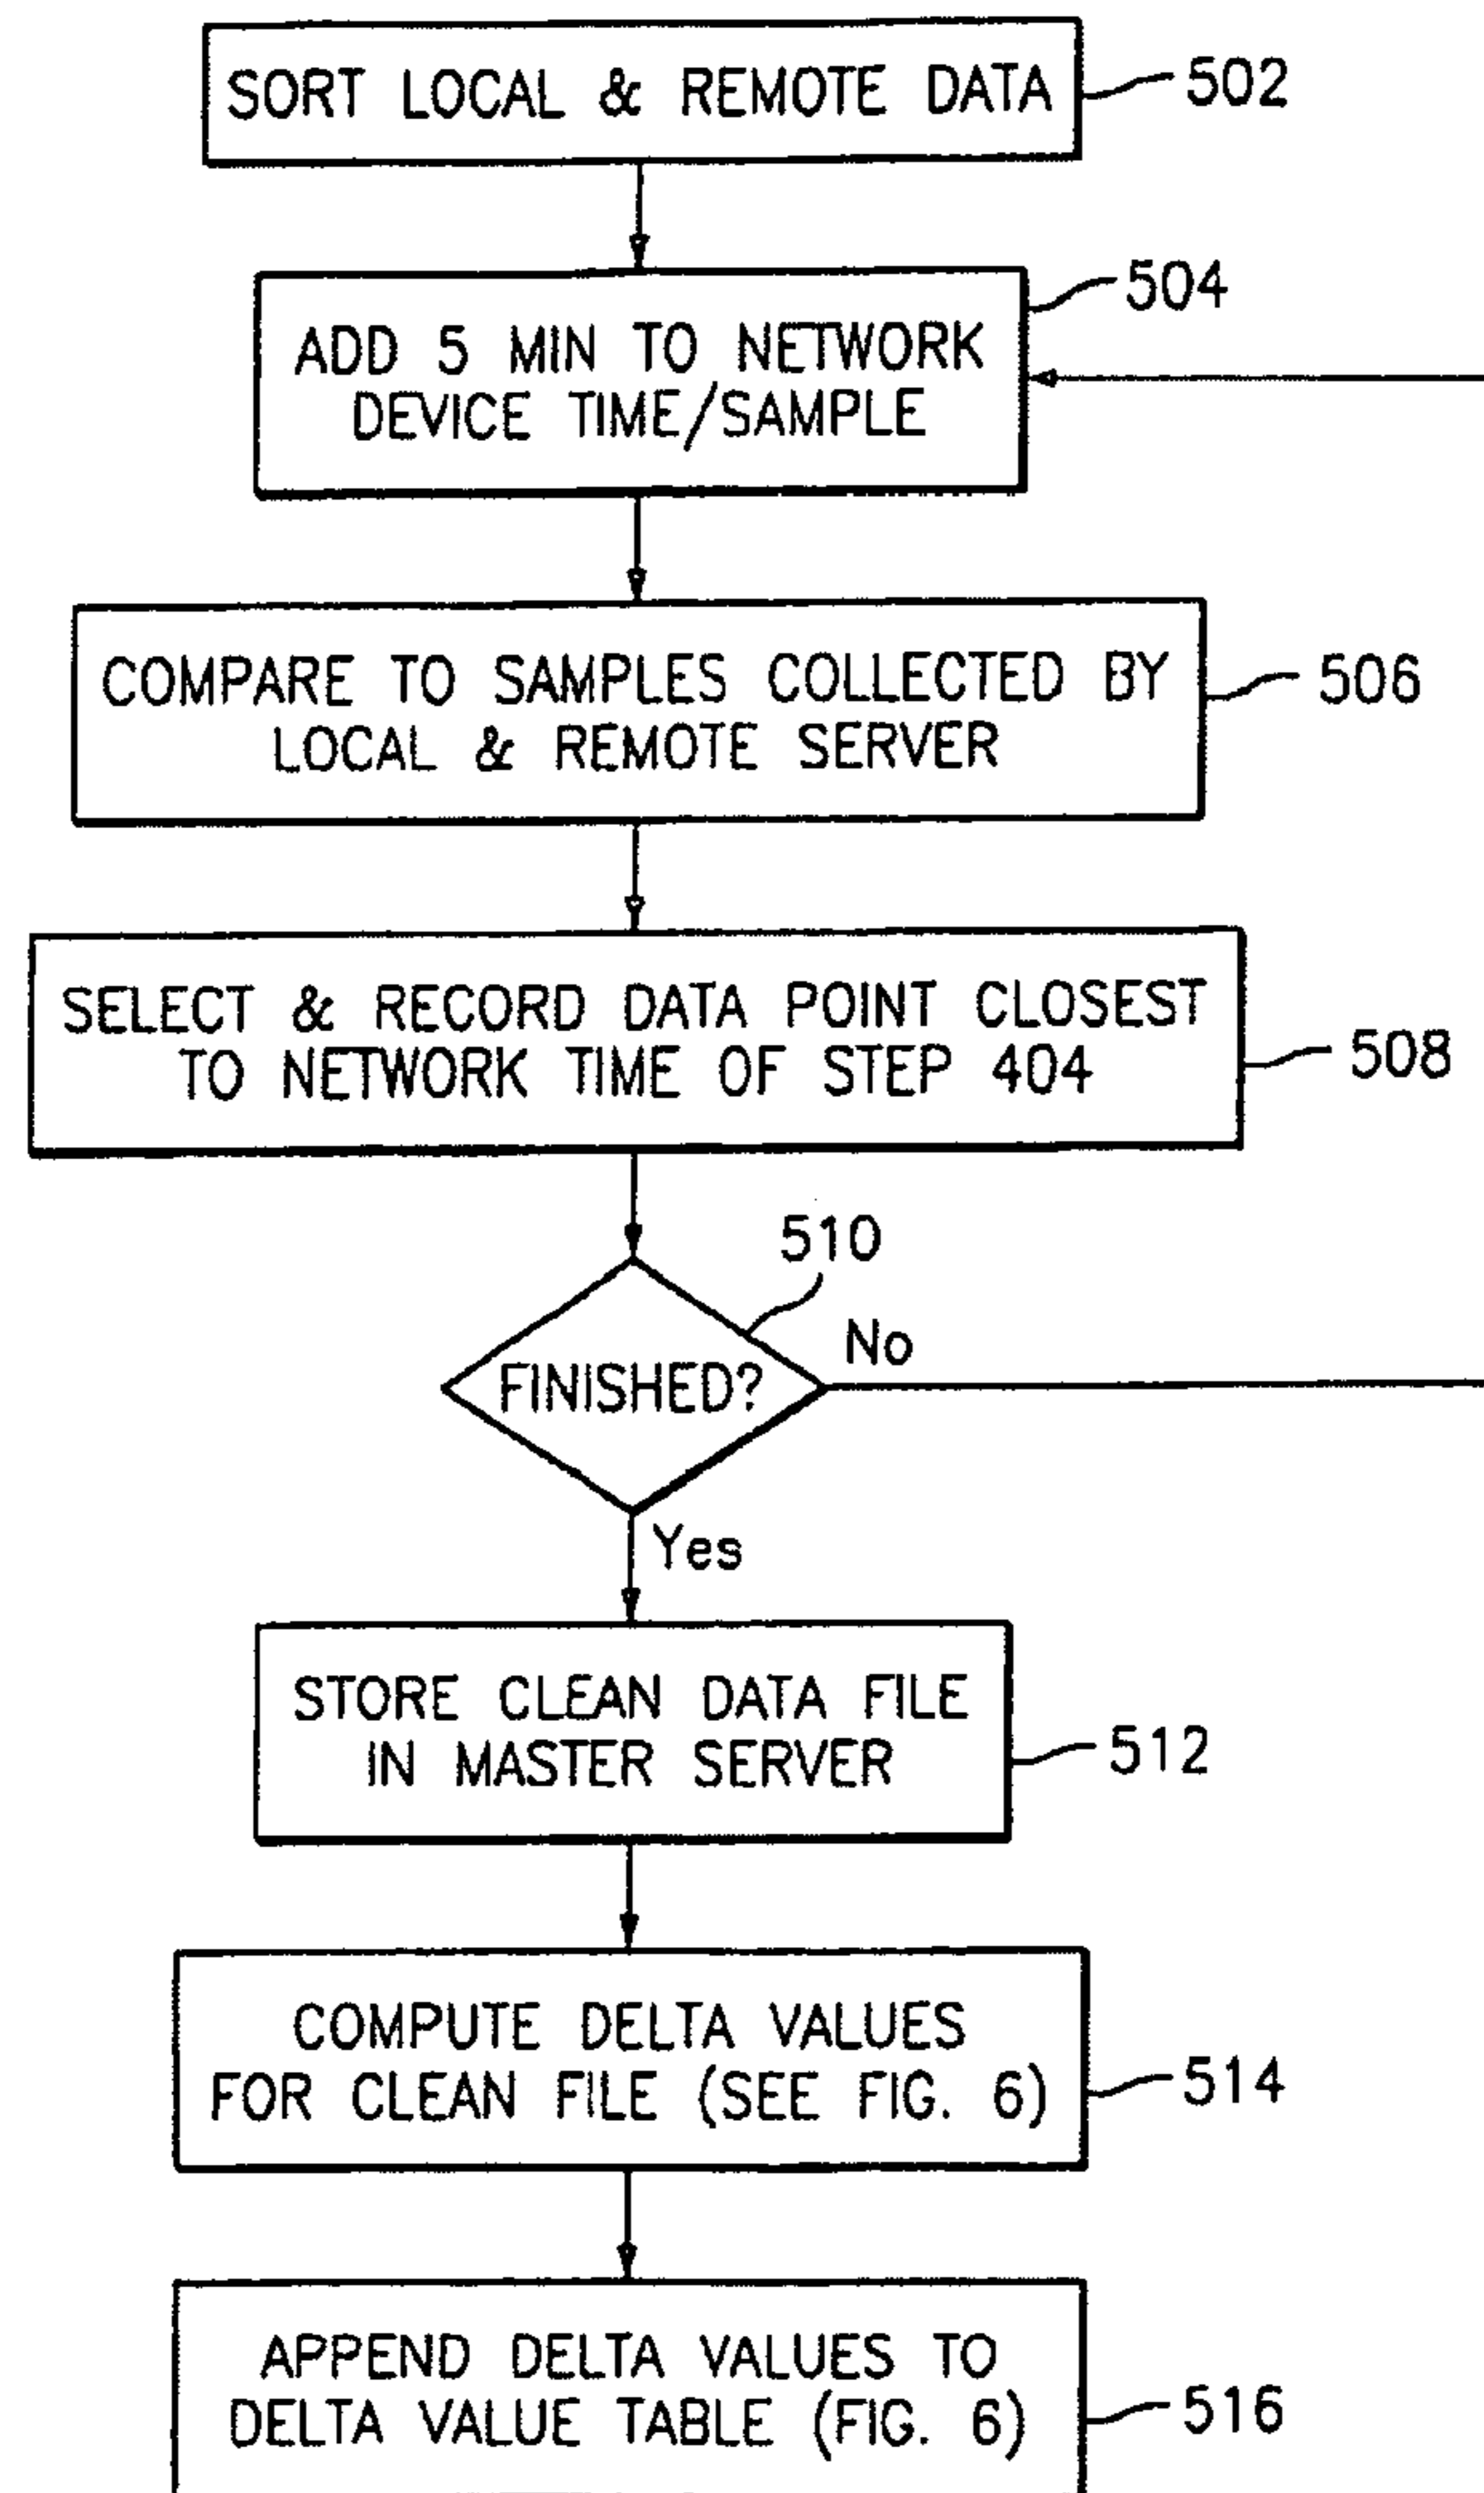 SORT LOCAL & REMOTE DATA
502
504
ADD 5 MIN TO NETWORK
DEVICE TIME/SAMPLE
COMPARE TO SAMPLES COLLECTED BY
LOCAL & REMOTE SERVER
506
SELECT & RECORD DATA POINT CLOSEST
TO NETWORK TIME OF STEP 404
508
510
FINISHED?
No
Yes
STORE CLEAN DATA FILE
IN MASTER SERVER
512
COMPUTE DELTA VALUES
FOR CLEAN FILE (SEE FIG. 6)
514
APPEND DELTA VALUES TO
DELTA VALUE TABLE (FIG. 6)
516